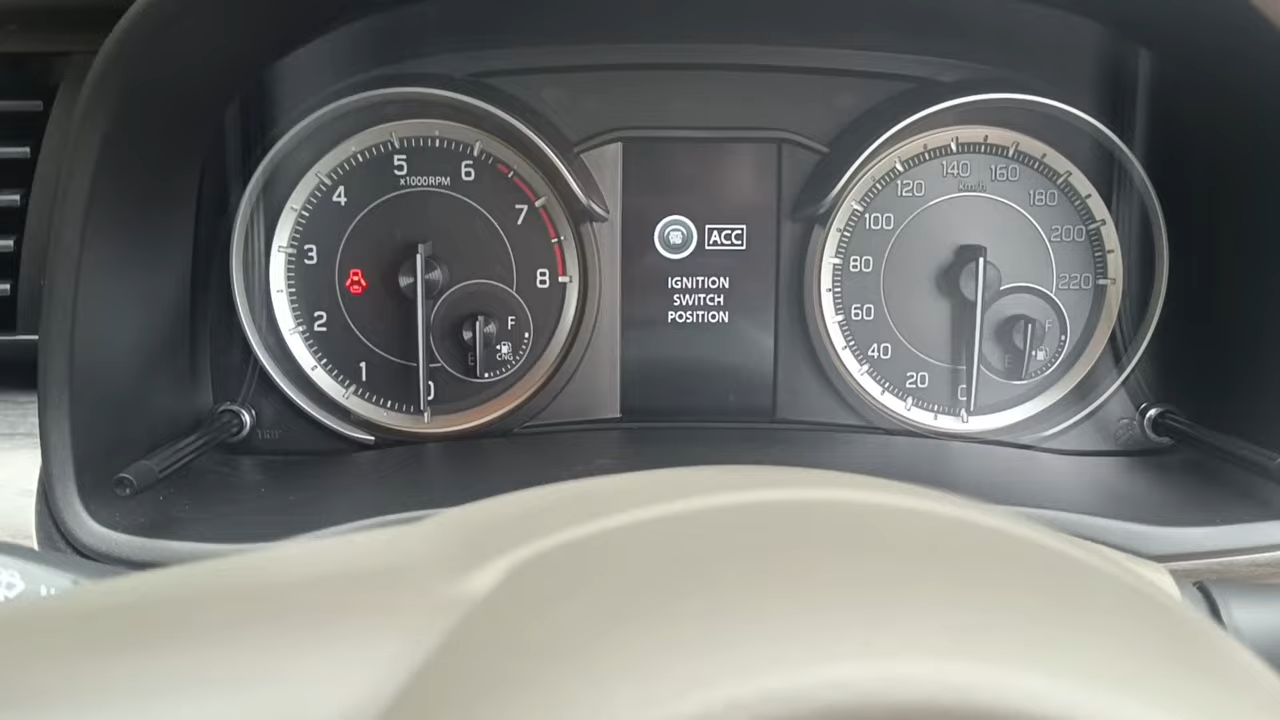 5
x1000RPM
6
4
7
3
8
2
1
0
F
E
CNG
ACC
IGNITION
SWITCH
POSITION
140
km/h
160
120
180
100
200
80
220
60
40
20
0
F
E
TRIP